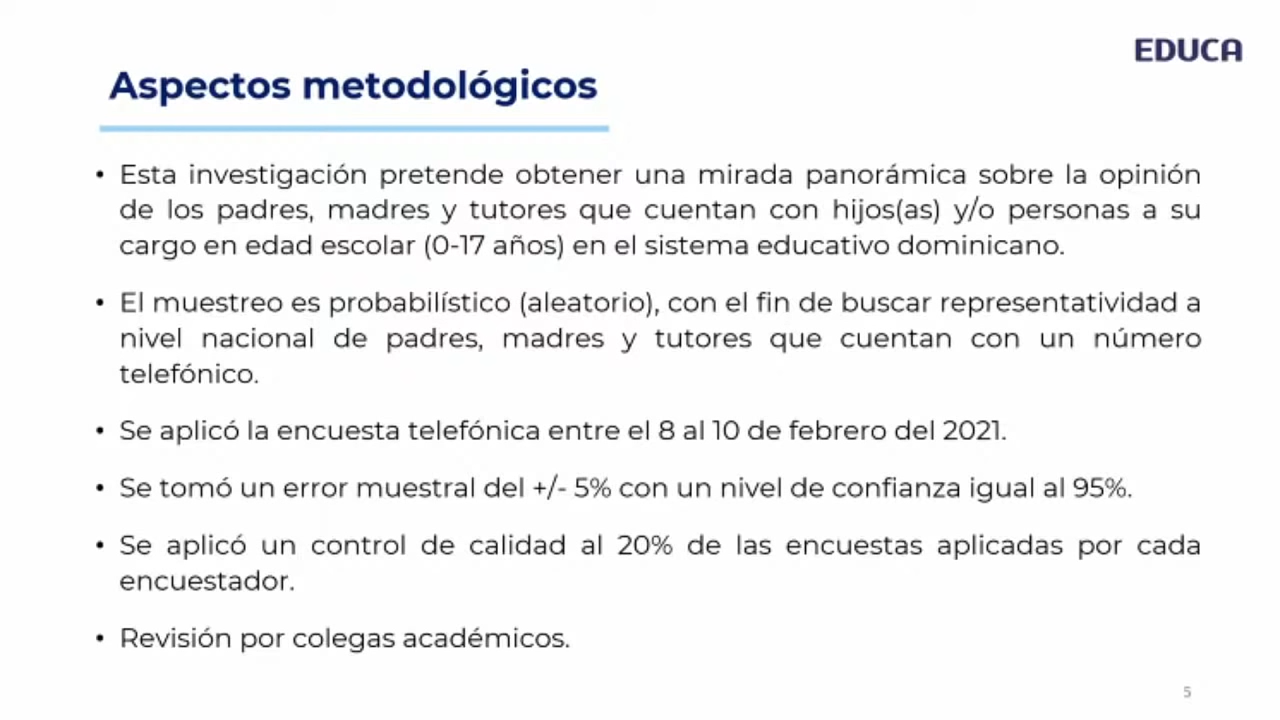 EDUCA
Aspectos metodológicos
• Esta investigación pretende obtener una mirada panorámica sobre la opinión
de los padres, madres y tutores que cuentan con hijos(as) y/o personas a su
cargo en edad escolar (0-17 años) en el sistema educativo dominicano.
• El muestreo es probabilístico (aleatorio), con el fin de buscar representatividad a
nivel nacional de padres, madres y tutores que cuentan con un número
telefónico.
• Se aplicó la encuesta telefónica entre el 8 al 10 de febrero del 2021.
• Se tomó un error muestral del +/- 5% con un nivel de confianza igual al 95%.
• Se aplicó un control de calidad al 20% de las encuestas aplicadas por cada
encuestador.
• Revisión por colegas académicos.
5